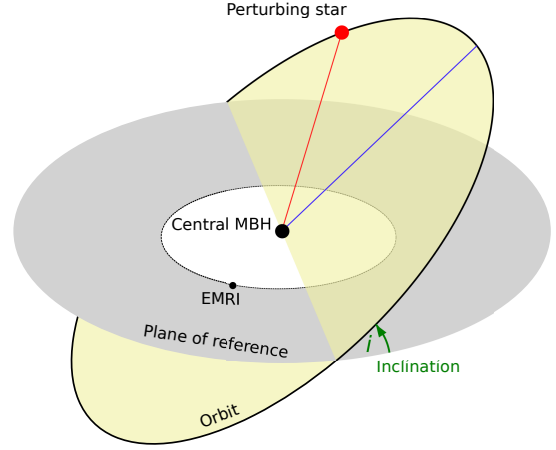 Perturbing star
Central MBH
EMRI
Plane of reference
i
Inclination
Orbit